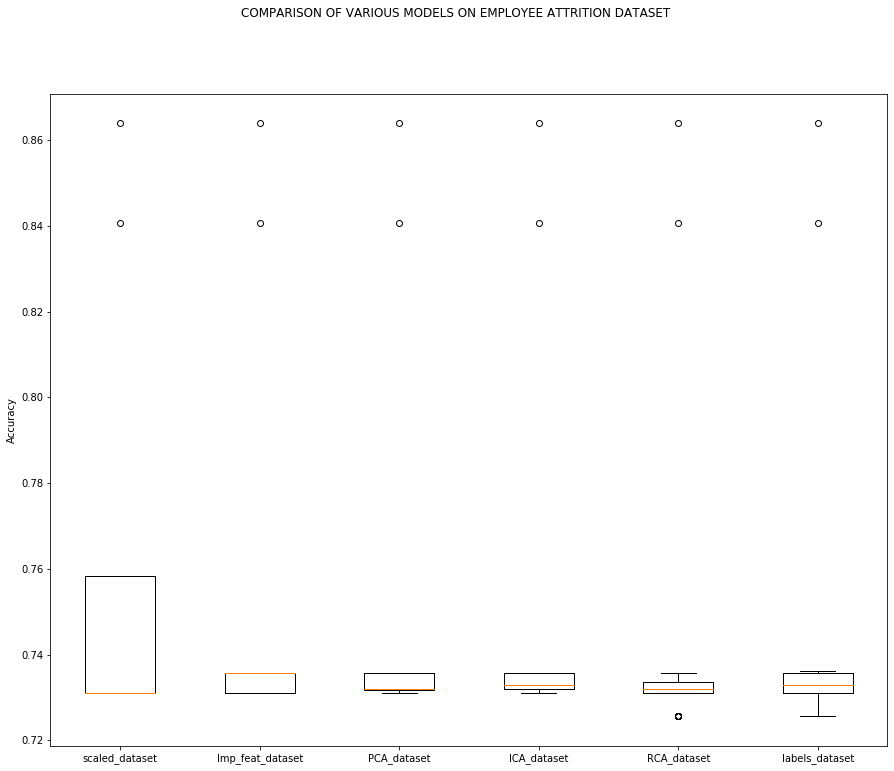 COMPARISON OF VARIOUS MODELS ON EMPLOYEE ATTRITION DATASET
0.86
0.84
0.82
0.80
0.78
0.76
0.74
0.72
Accuracy
scaled_dataset Imp_feat_dataset PCA_dataset ICA_dataset RCA_dataset labels_dataset